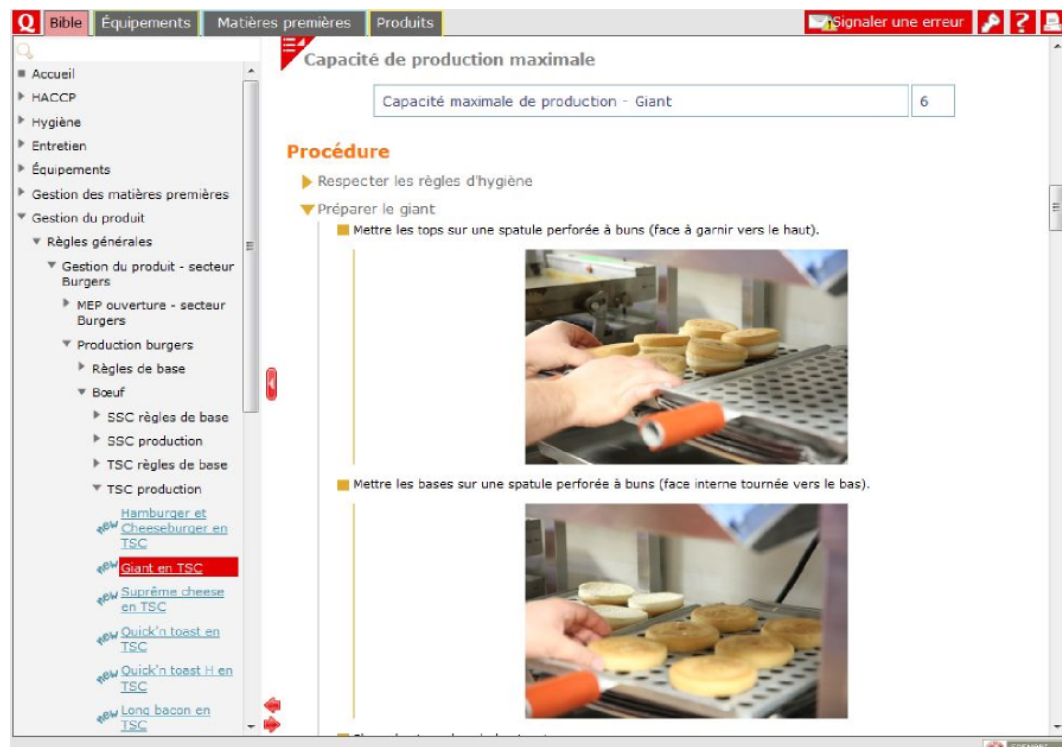 Q Bible Équipements Matières premières Produits Signaler une erreur ?
Accueil
HACCP
Hygiène
Entretien
Équipements
Gestion des matières premières
Gestion du produit
Règles générales
Gestion du produit - secteur
Burgers
MEP ouverture - secteur
Burgers
Production burgers
Règles de base
Bœuf
SSC règles de base
SSC production
TSC règles de base
TSC production
new Hamburger et
Cheeseburger en
TSC
new Giant en TSC
new Suprême cheese
en TSC
new Quick'n toast en
TSC
new Quick'n toast H en
TSC
new Long bacon en
TSC
Capacité de production maximale
Capacité maximale de production - Giant 6
Procédure
Respecter les règles d'hygiène
Préparer le giant
Mettre les tops sur une spatule perforée à buns (face à garnir vers le haut).
Mettre les bases sur une spatule perforée à buns (face interne tournée vers le bas).